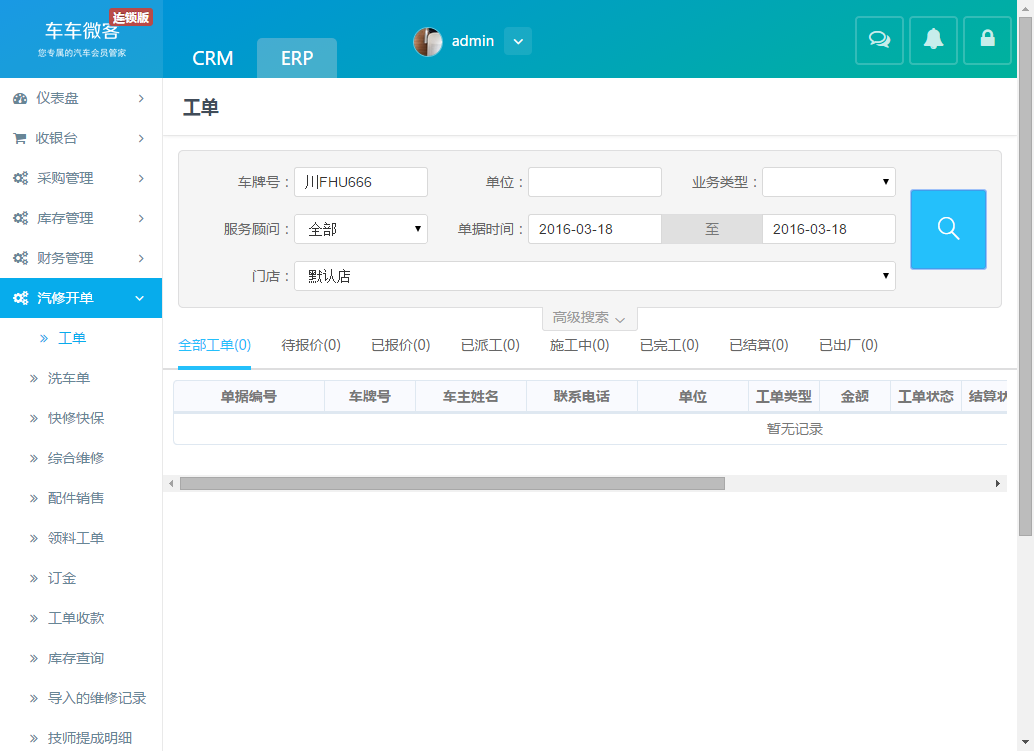 车车微客
连锁版
您专属的汽车会员管家
CRM
ERP
admin
仪表盘
收银台
采购管理
库存管理
财务管理
汽修开单
工单
洗车单
快修快保
综合维修
配件销售
领料工单
订金
工单收款
库存查询
导入的维修记录
技师提成明细
工单
车牌号： 川FHU666 单位： 业务类型：
服务顾问： 全部 单据时间： 2016-03-18 至 2016-03-18
门店： 默认店
高级搜索
全部工单(0) 待报价(0) 已报价(0) 已派工(0) 施工中(0) 已完工(0) 已结算(0) 已出厂(0)
单据编号 车牌号 车主姓名 联系电话 单位 工单类型 金额 工单状态 结算状
暂无记录